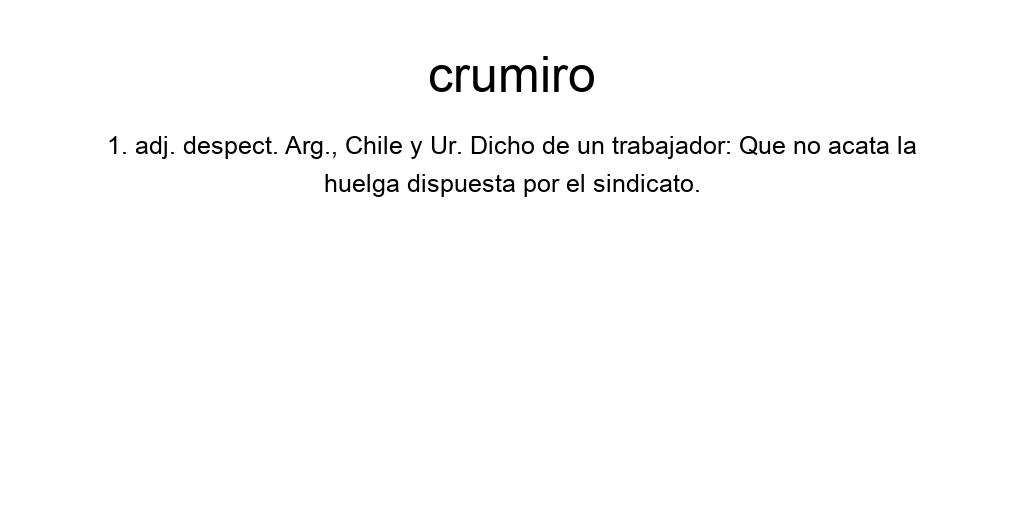 crumiro
1. adj. despect. Arg., Chile y Ur. Dicho de un trabajador: Que no acata la
huelga dispuesta por el sindicato.